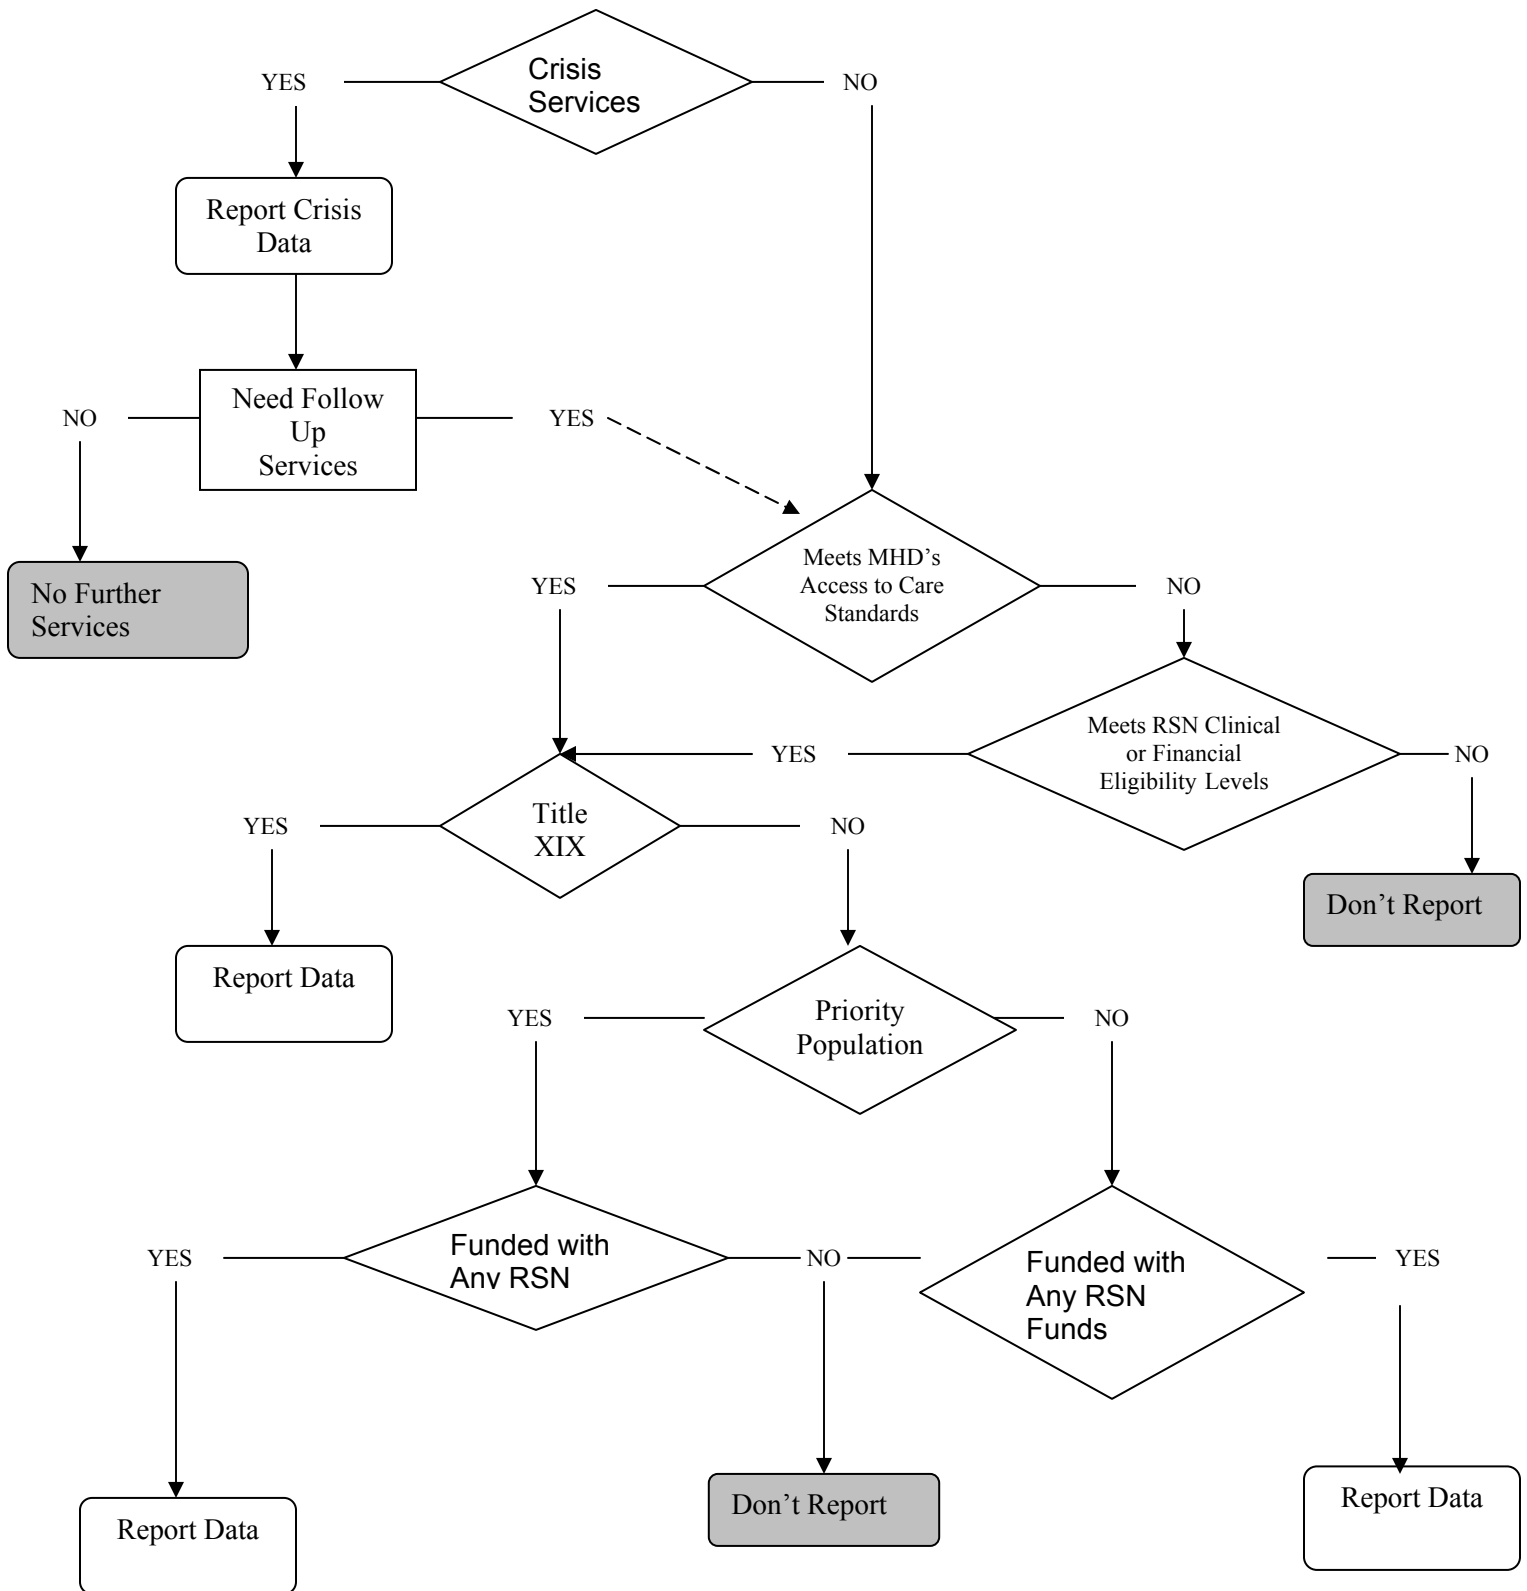 YES
Crisis
Services
NO
Report Crisis
Data
NO
Need Follow
Up
Services
YES
No Further
Services
YES
Meets MHD’s
Access to Care
Standards
NO
YES
Meets RSN Clinical
or Financial
Eligibility Levels
NO
YES
Title
XIX
NO
Don’t Report
Report Data
YES
Priority
Population
NO
YES
Funded with
Any RSN
NO
Funded with
Any RSN
Funds
YES
Report Data
Don’t Report
Report Data